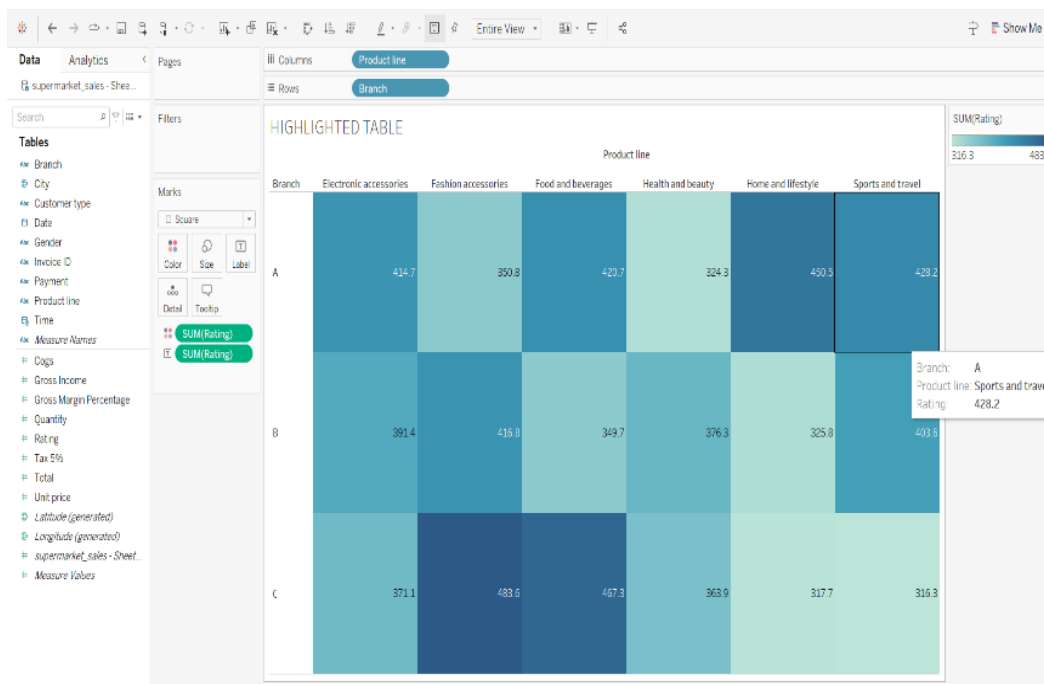 Entire View
Show Me
Data Analytics
Pages
Columns Product line
supermarket_sales - Shee...
Rows Branch
Search
Filters
Tables
Abc Branch
City
Abc Customer type
Date
Abc Gender
Abc Invoice ID
Abc Payment
Abc Product line
Time
Abc Measure Names
# Cogs
# Gross Income
# Gross Margin Percentage
# Quantity
# Rating
# Tax 5%
# Total
# Unit price
Latitude (generated)
Longitude (generated)
# supermarket_sales - Sheet...
# Measure Values
Marks
Square
Color Size Label
Detail Tooltip
SUM(Rating)
SUM(Rating)
HIGHLIGHTED TABLE
Product line
Branch Electronic accessories Fashion accessories Food and beverages Health and beauty Home and lifestyle Sports and travel
A 414.7 350.8 420.7 324.3 450.5 428.2
B 391.4 416.8 349.7 376.3 325.8 403.6
C 371.1 483.6 467.3 363.9 317.7 316.3
Branch: A
Product line: Sports and trave
Rating: 428.2
SUM(Rating)
316.3 483